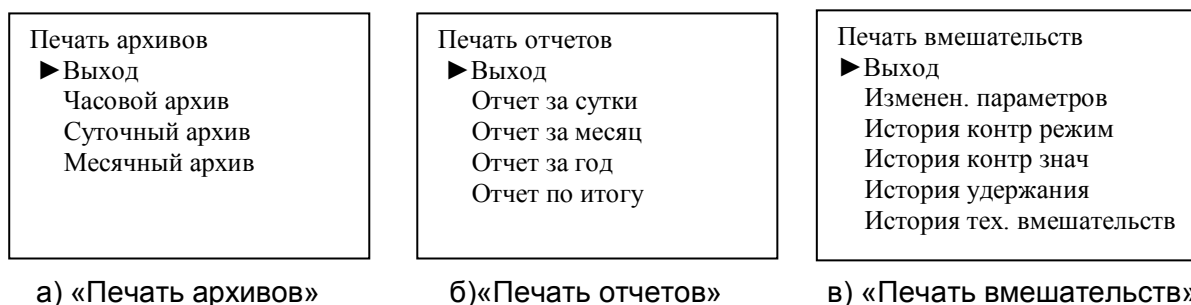 Печать архивов
►Выход
Часовой архив
Суточный архив
Месячный архив
Печать отчетов
►Выход
Отчет за сутки
Отчет за месяц
Отчет за год
Отчет по итогу
Печать вмешательств
►Выход
Изменен. параметров
История контр режим
История контр знач
История удержания
История тех. вмешательств
а) «Печать архивов»
б)«Печать отчетов»
в) «Печать вмешательств»